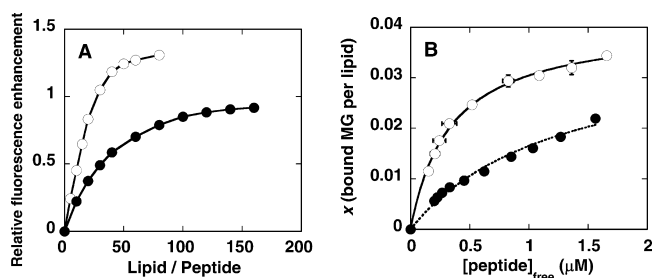 A
Relative fluorescence enhancement
1.5
1
0.5
0
0 50 100 150 200
Lipid / Peptide
B
x (bound MG per lipid)
0.04
0.03
0.02
0.01
0
0 0.5 1 1.5 2
[peptide]free (μM)